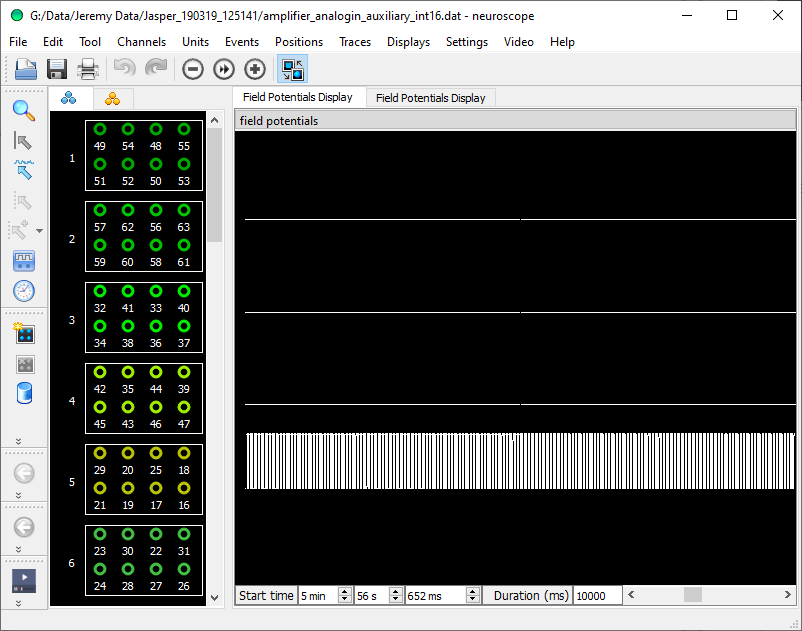 G:/Data/Jeremy Data/Jasper_190319_125141/amplifier_analogin_auxiliary_int16.dat - neuroscope
File Edit Tool Channels Units Events Positions Traces Displays Settings Video Help
Field Potentials Display Field Potentials Display
field potentials
1
49 54 48 55
51 52 50 53
2
57 62 56 63
59 60 58 61
3
32 41 33 40
34 38 36 37
4
42 35 44 39
45 43 46 47
5
29 20 25 18
21 19 17 16
6
23 30 22 31
24 28 27 26
Start time 5 min 56 s 652 ms Duration (ms) 10000